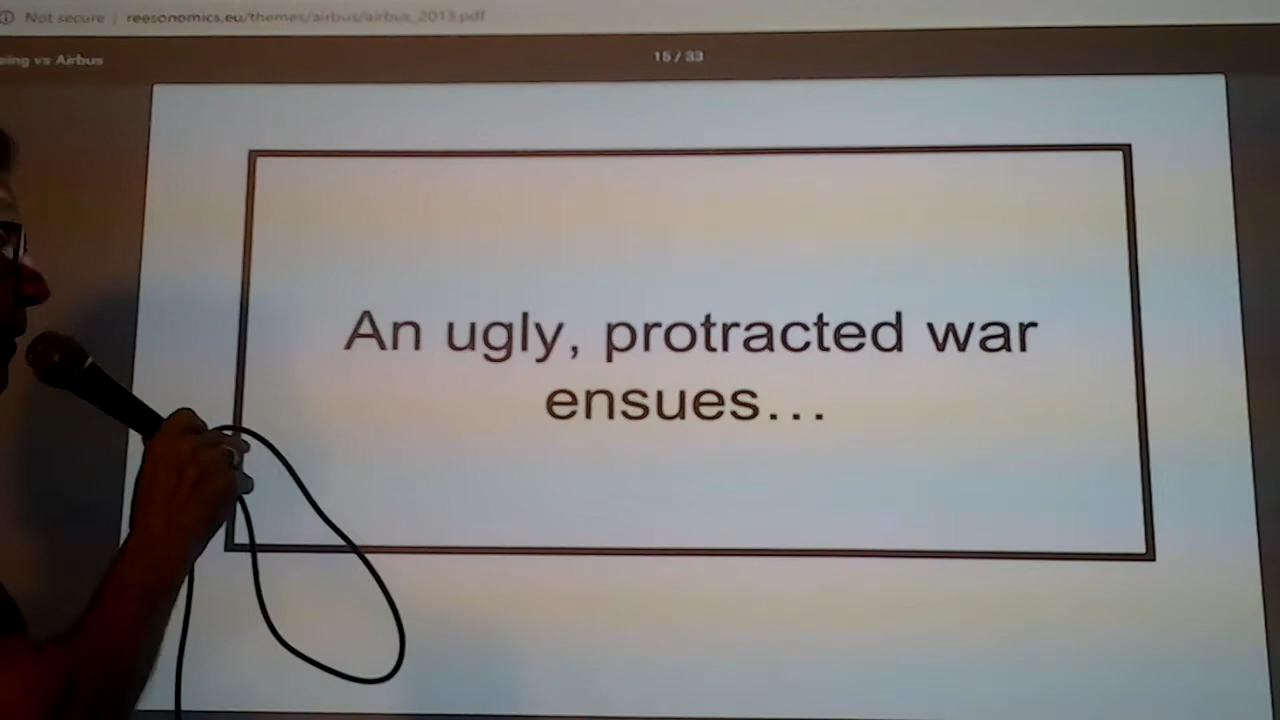 Not secure | reesonomics.eu/themes/airbus/airbus_2013.pdf
eing vs Airbus
15 / 33
An ugly, protracted war
ensues...